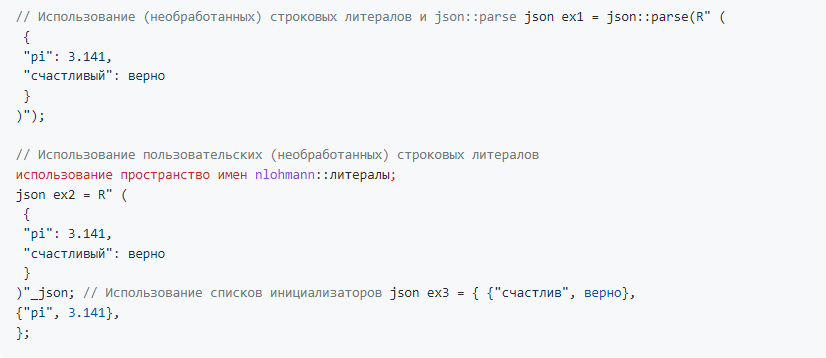 // Использование (необработанных) строковых литералов и json::parse json ex1 = json::parse(R" (
{
"pi": 3.141,
"счастливый": верно
}
)");
// Использование пользовательских (необработанных) строковых литералов
использование пространство имен nlohmann::литералы;
json ex2 = R" (
{
"pi": 3.141,
"счастливый": верно
}
)"_json; // Использование списков инициализаторов json ex3 = { {"счастлив", верно},
{"pi", 3.141},
};